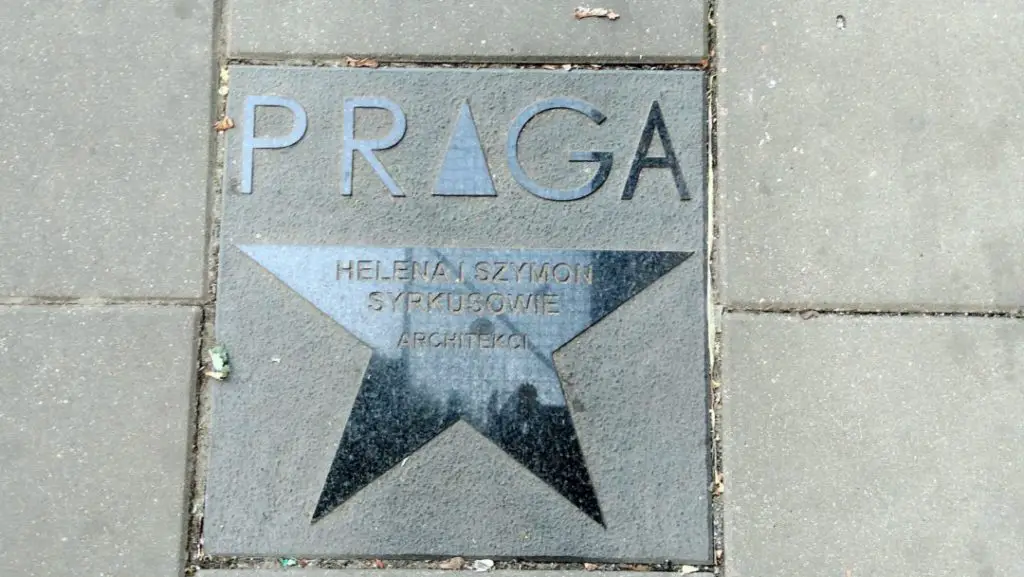 PRAGA
HELENA I SZYMON
SYRKUSOWIE
ARCHITEKCI